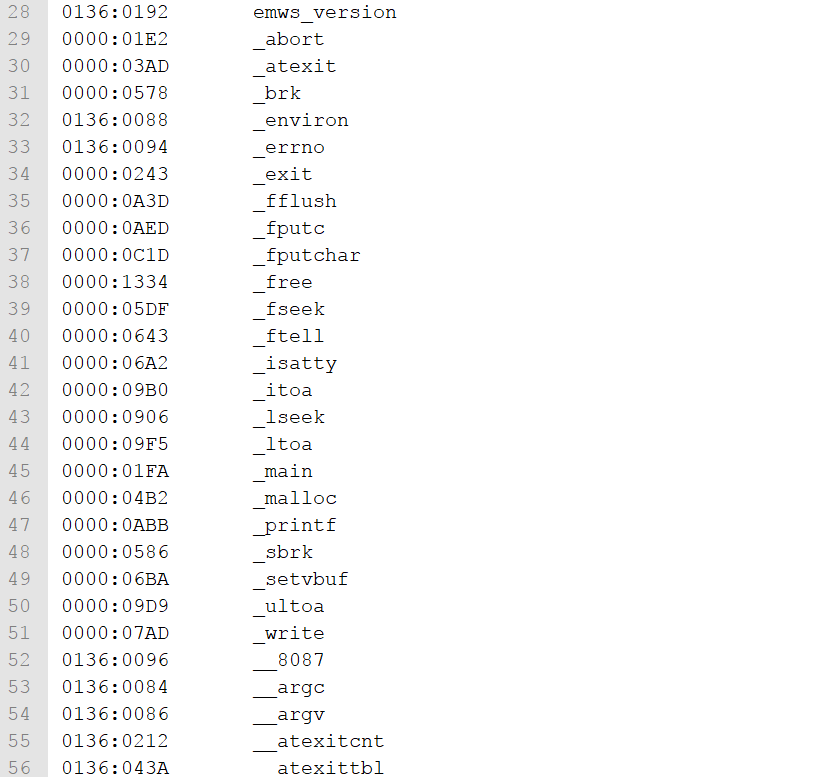 28 0136:0192 emws_version
29 0000:01E2 _abort
30 0000:03AD _atexit
31 0000:0578 _brk
32 0136:0088 _environ
33 0136:0094 _errno
34 0000:0243 _exit
35 0000:0A3D _fflush
36 0000:0AED _fputc
37 0000:0C1D _fputchar
38 0000:1334 _free
39 0000:05DF _fseek
40 0000:0643 _ftell
41 0000:06A2 _isatty
42 0000:09B0 _itoa
43 0000:0906 _lseek
44 0000:09F5 _ltoa
45 0000:01FA _main
46 0000:04B2 _malloc
47 0000:0ABB _printf
48 0000:0586 _sbrk
49 0000:06BA _setvbuf
50 0000:09D9 _ultoa
51 0000:07AD _write
52 0136:0096 __8087
53 0136:0084 __argc
54 0136:0086 __argv
55 0136:0212 __atexitcnt
56 0136:043A atexittbl